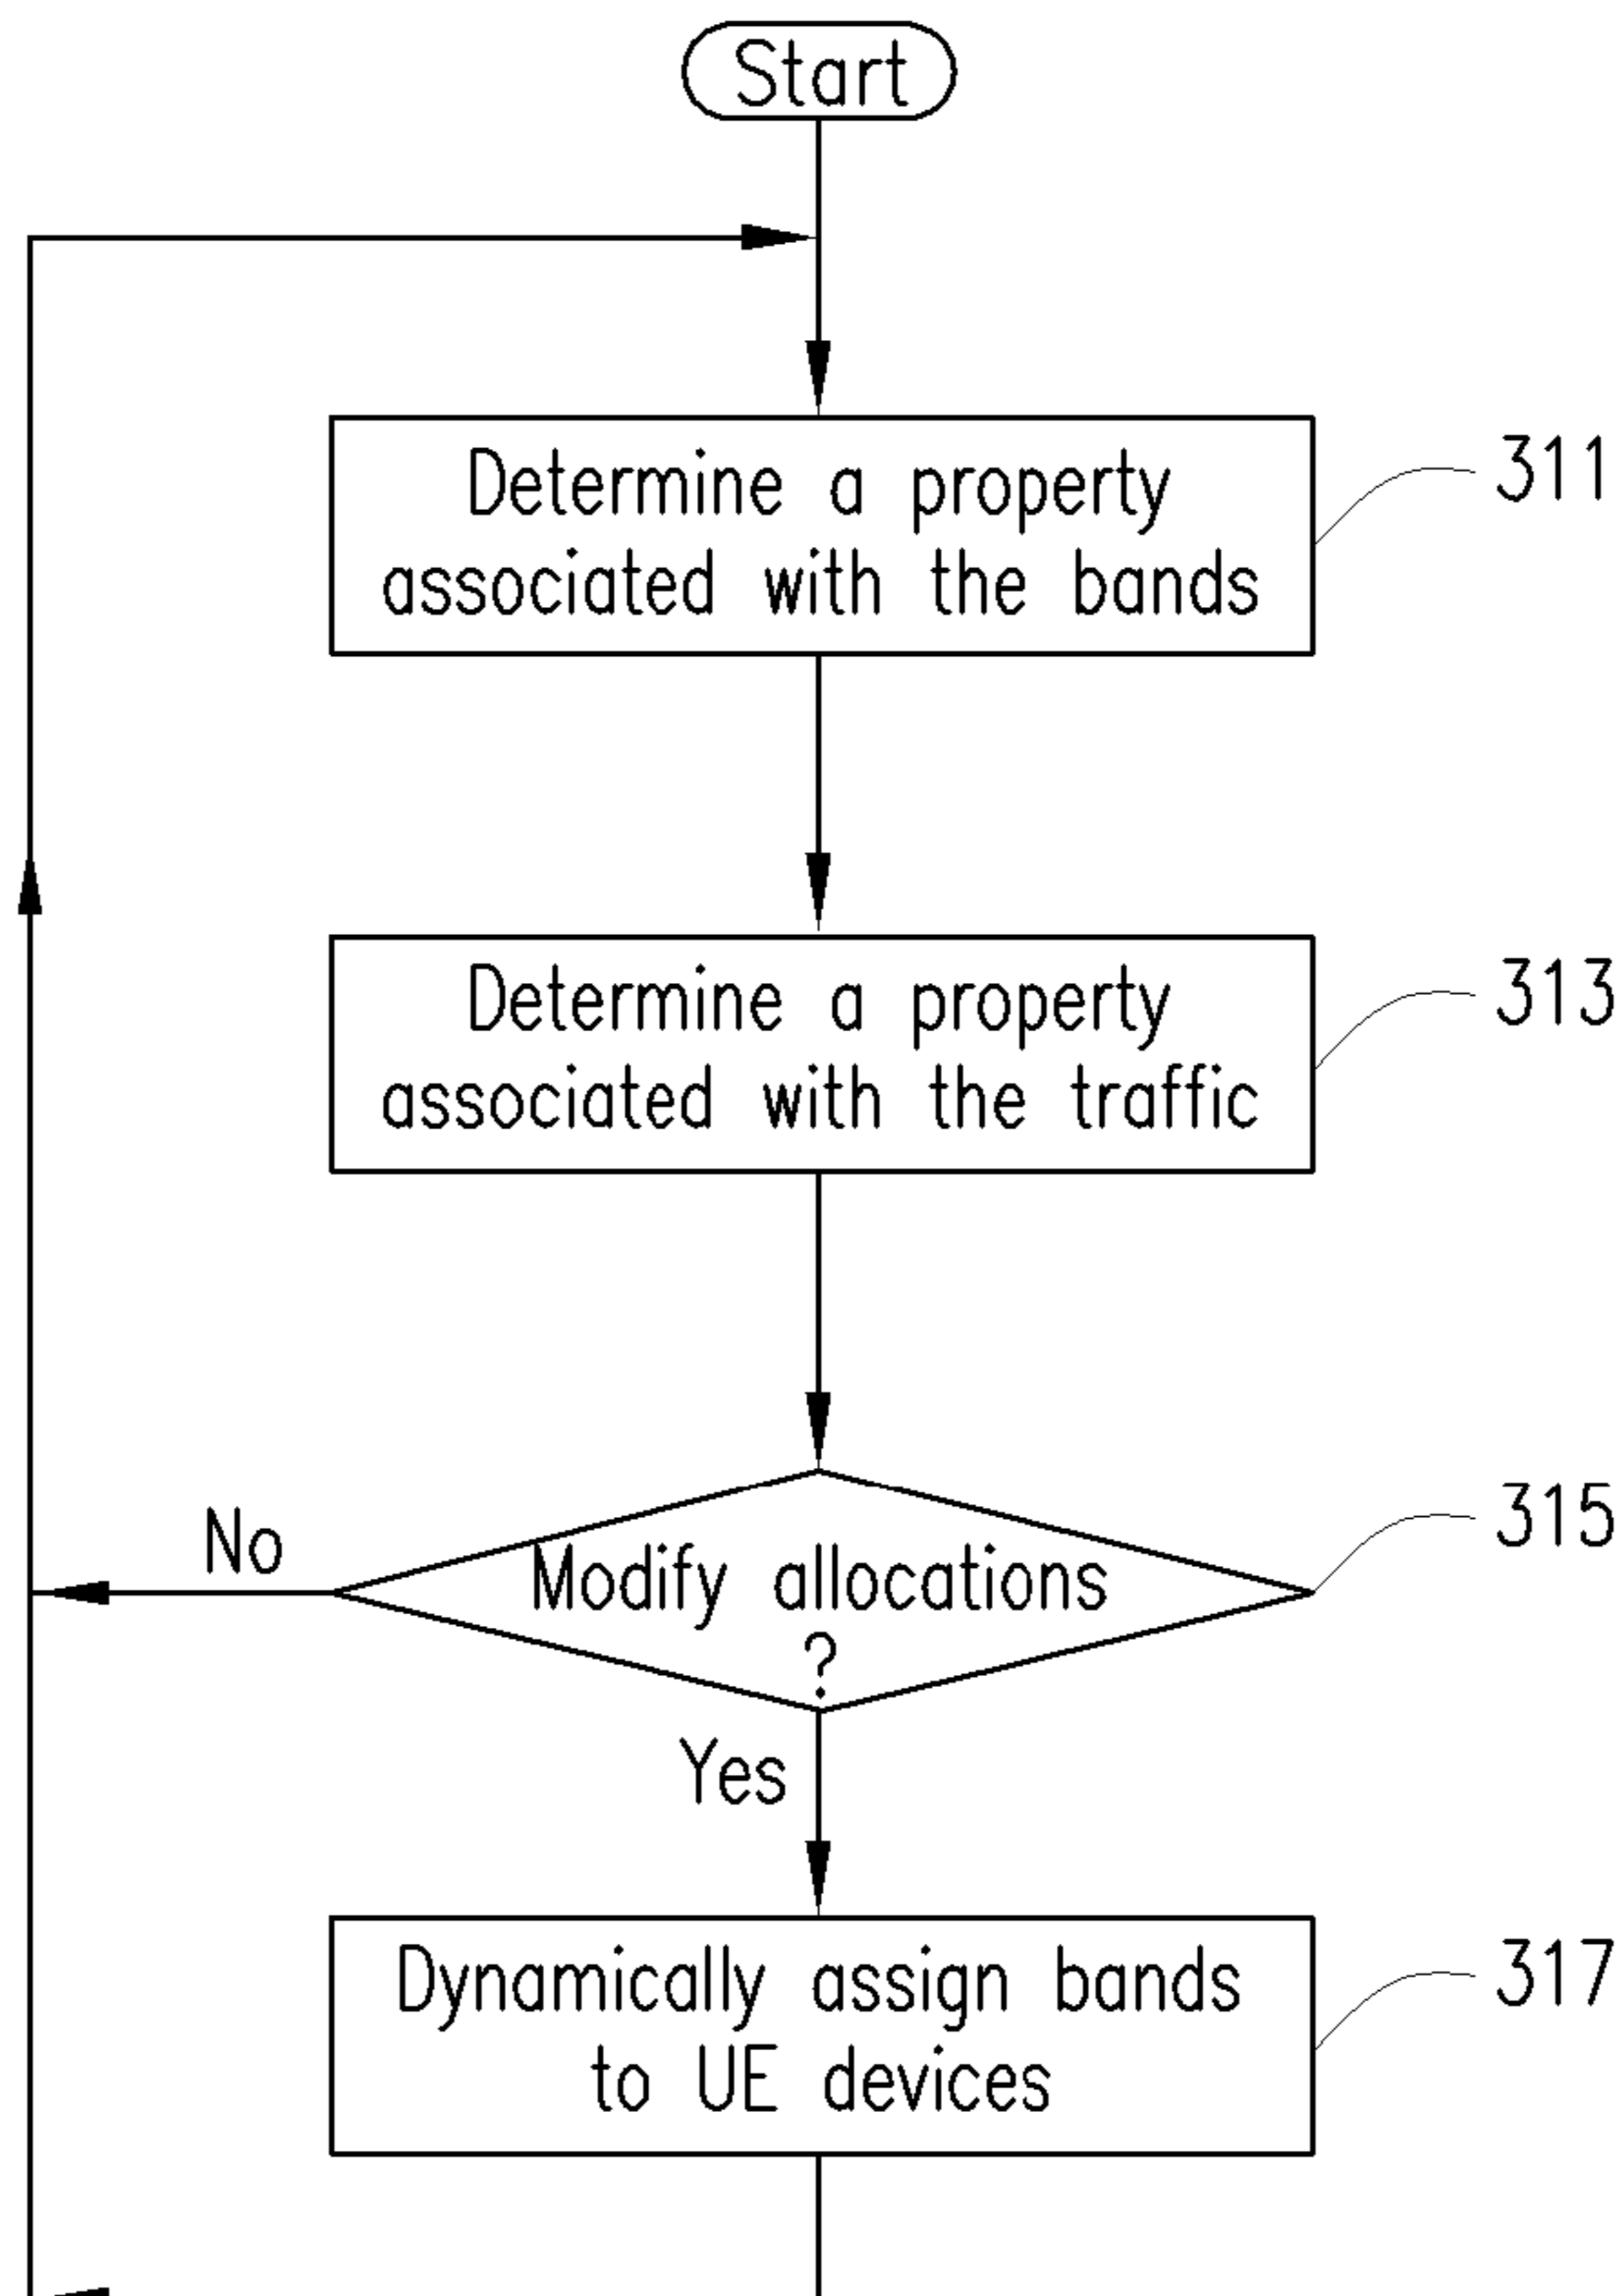 Start
Determine a property
associated with the bands
311
Determine a property
associated with the traffic
313
Modify allocations
?
315
No
Yes
Dynamically assign bands
to UE devices
317